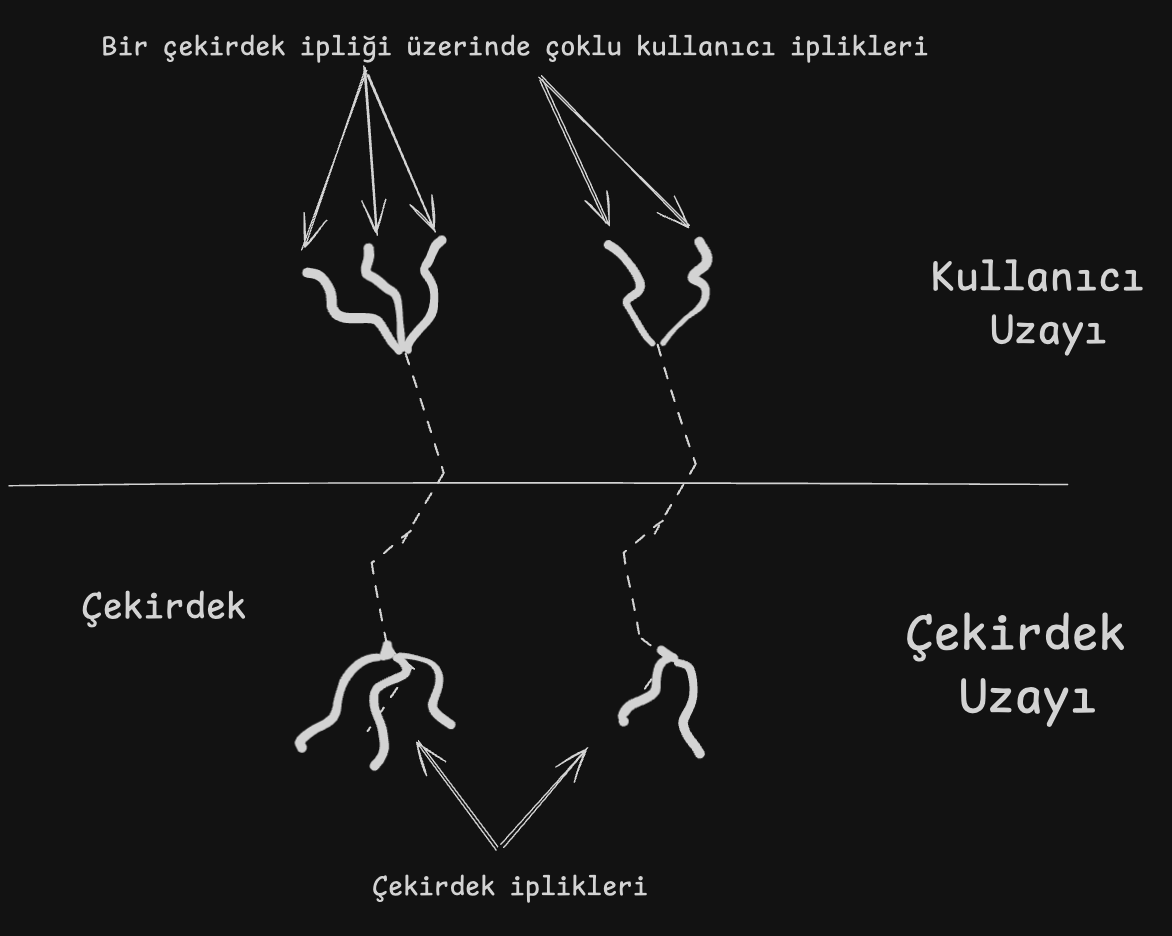 Bir çekirdek ipliği üzerinde çoklu kullanıcı iplikleri
Kullanıcı
Uzayı
Çekirdek
Çekirdek
Uzayı
Çekirdek iplikleri